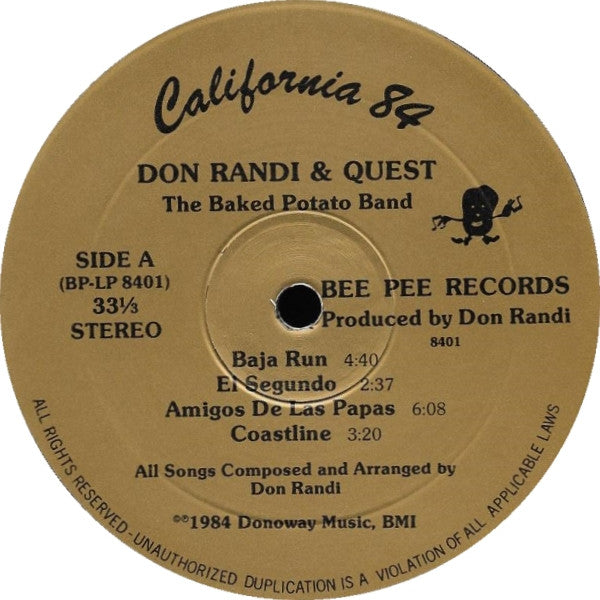 California 84
DON RANDI & QUEST
The Baked Potato Band
SIDE A
(BP-LP 8401)
33⅓
STEREO
BEE PEE RECORDS
Produced by Don Randi
8401
Baja Run 4:40
El Segundo 2:37
Amigos De Las Papas 6:08
Coastline 3:20
All Songs Composed and Arranged by
Don Randi
©℗1984 Donoway Music, BMI
ALL RIGHTS RESERVED - UNAUTHORIZED DUPLICATION IS A VIOLATION OF ALL APPLICABLE LAWS